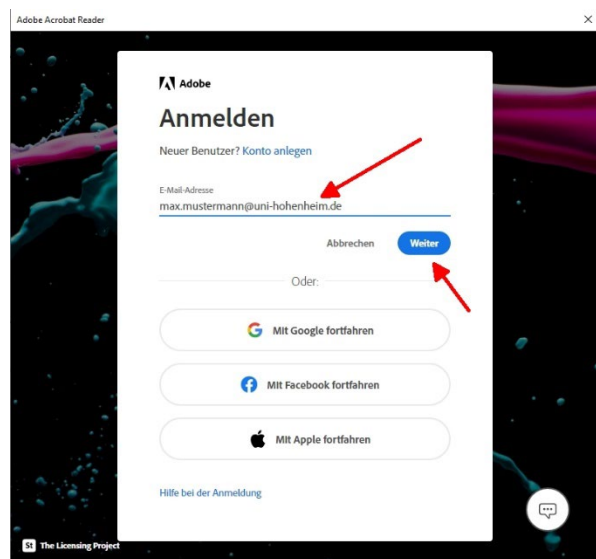 Adobe Acrobat Reader
Adobe
Anmelden
Neuer Benutzer? Konto anlegen
E-Mail-Adresse
max.mustermann@uni-hohenheim.de
Abbrechen Weiter
Oder:
Mit Google fortfahren
Mit Facebook fortfahren
Mit Apple fortfahren
Hilfe bei der Anmeldung
St The Licensing Project